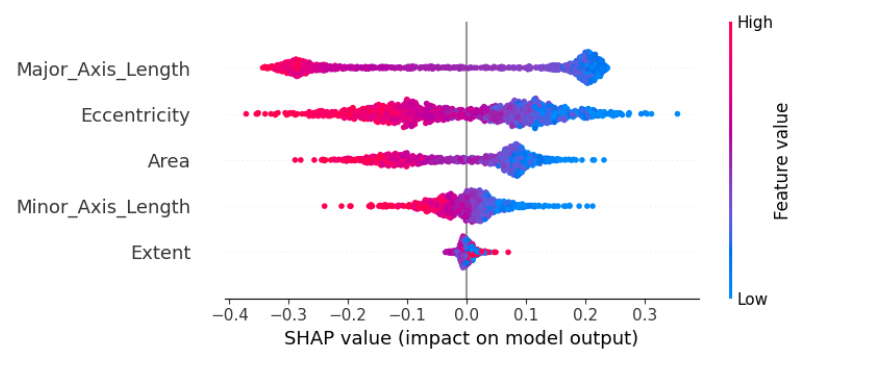 High
Major_Axis_Length
Eccentricity
Area
Minor_Axis_Length
Extent
Feature value
Low
−0.4 −0.3 −0.2 −0.1 0.0 0.1 0.2 0.3
SHAP value (impact on model output)